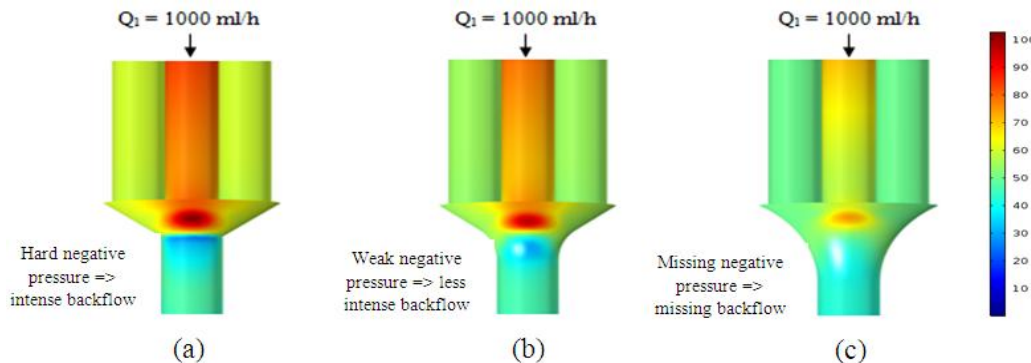 Q₁ = 1000 ml/h
Q₁ = 1000 ml/h
Q₁ = 1000 ml/h
100
90
80
70
60
50
40
30
20
10
Hard negative
pressure =>
intense backflow
Weak negative
pressure => less
intense backflow
Missing negative
pressure =>
missing backflow
(a)
(b)
(c)